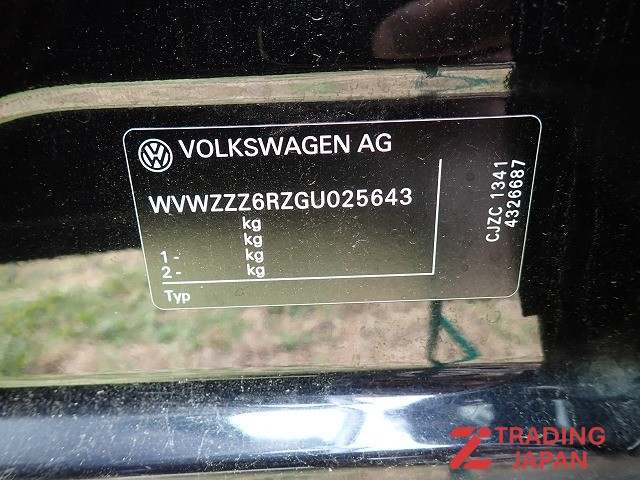 VOLKSWAGEN AG
WVWZZZ6RZGU025643
kg
kg
1 - kg
2 - kg
Typ
CJZC 1341
4326687
TRADING
JAPAN